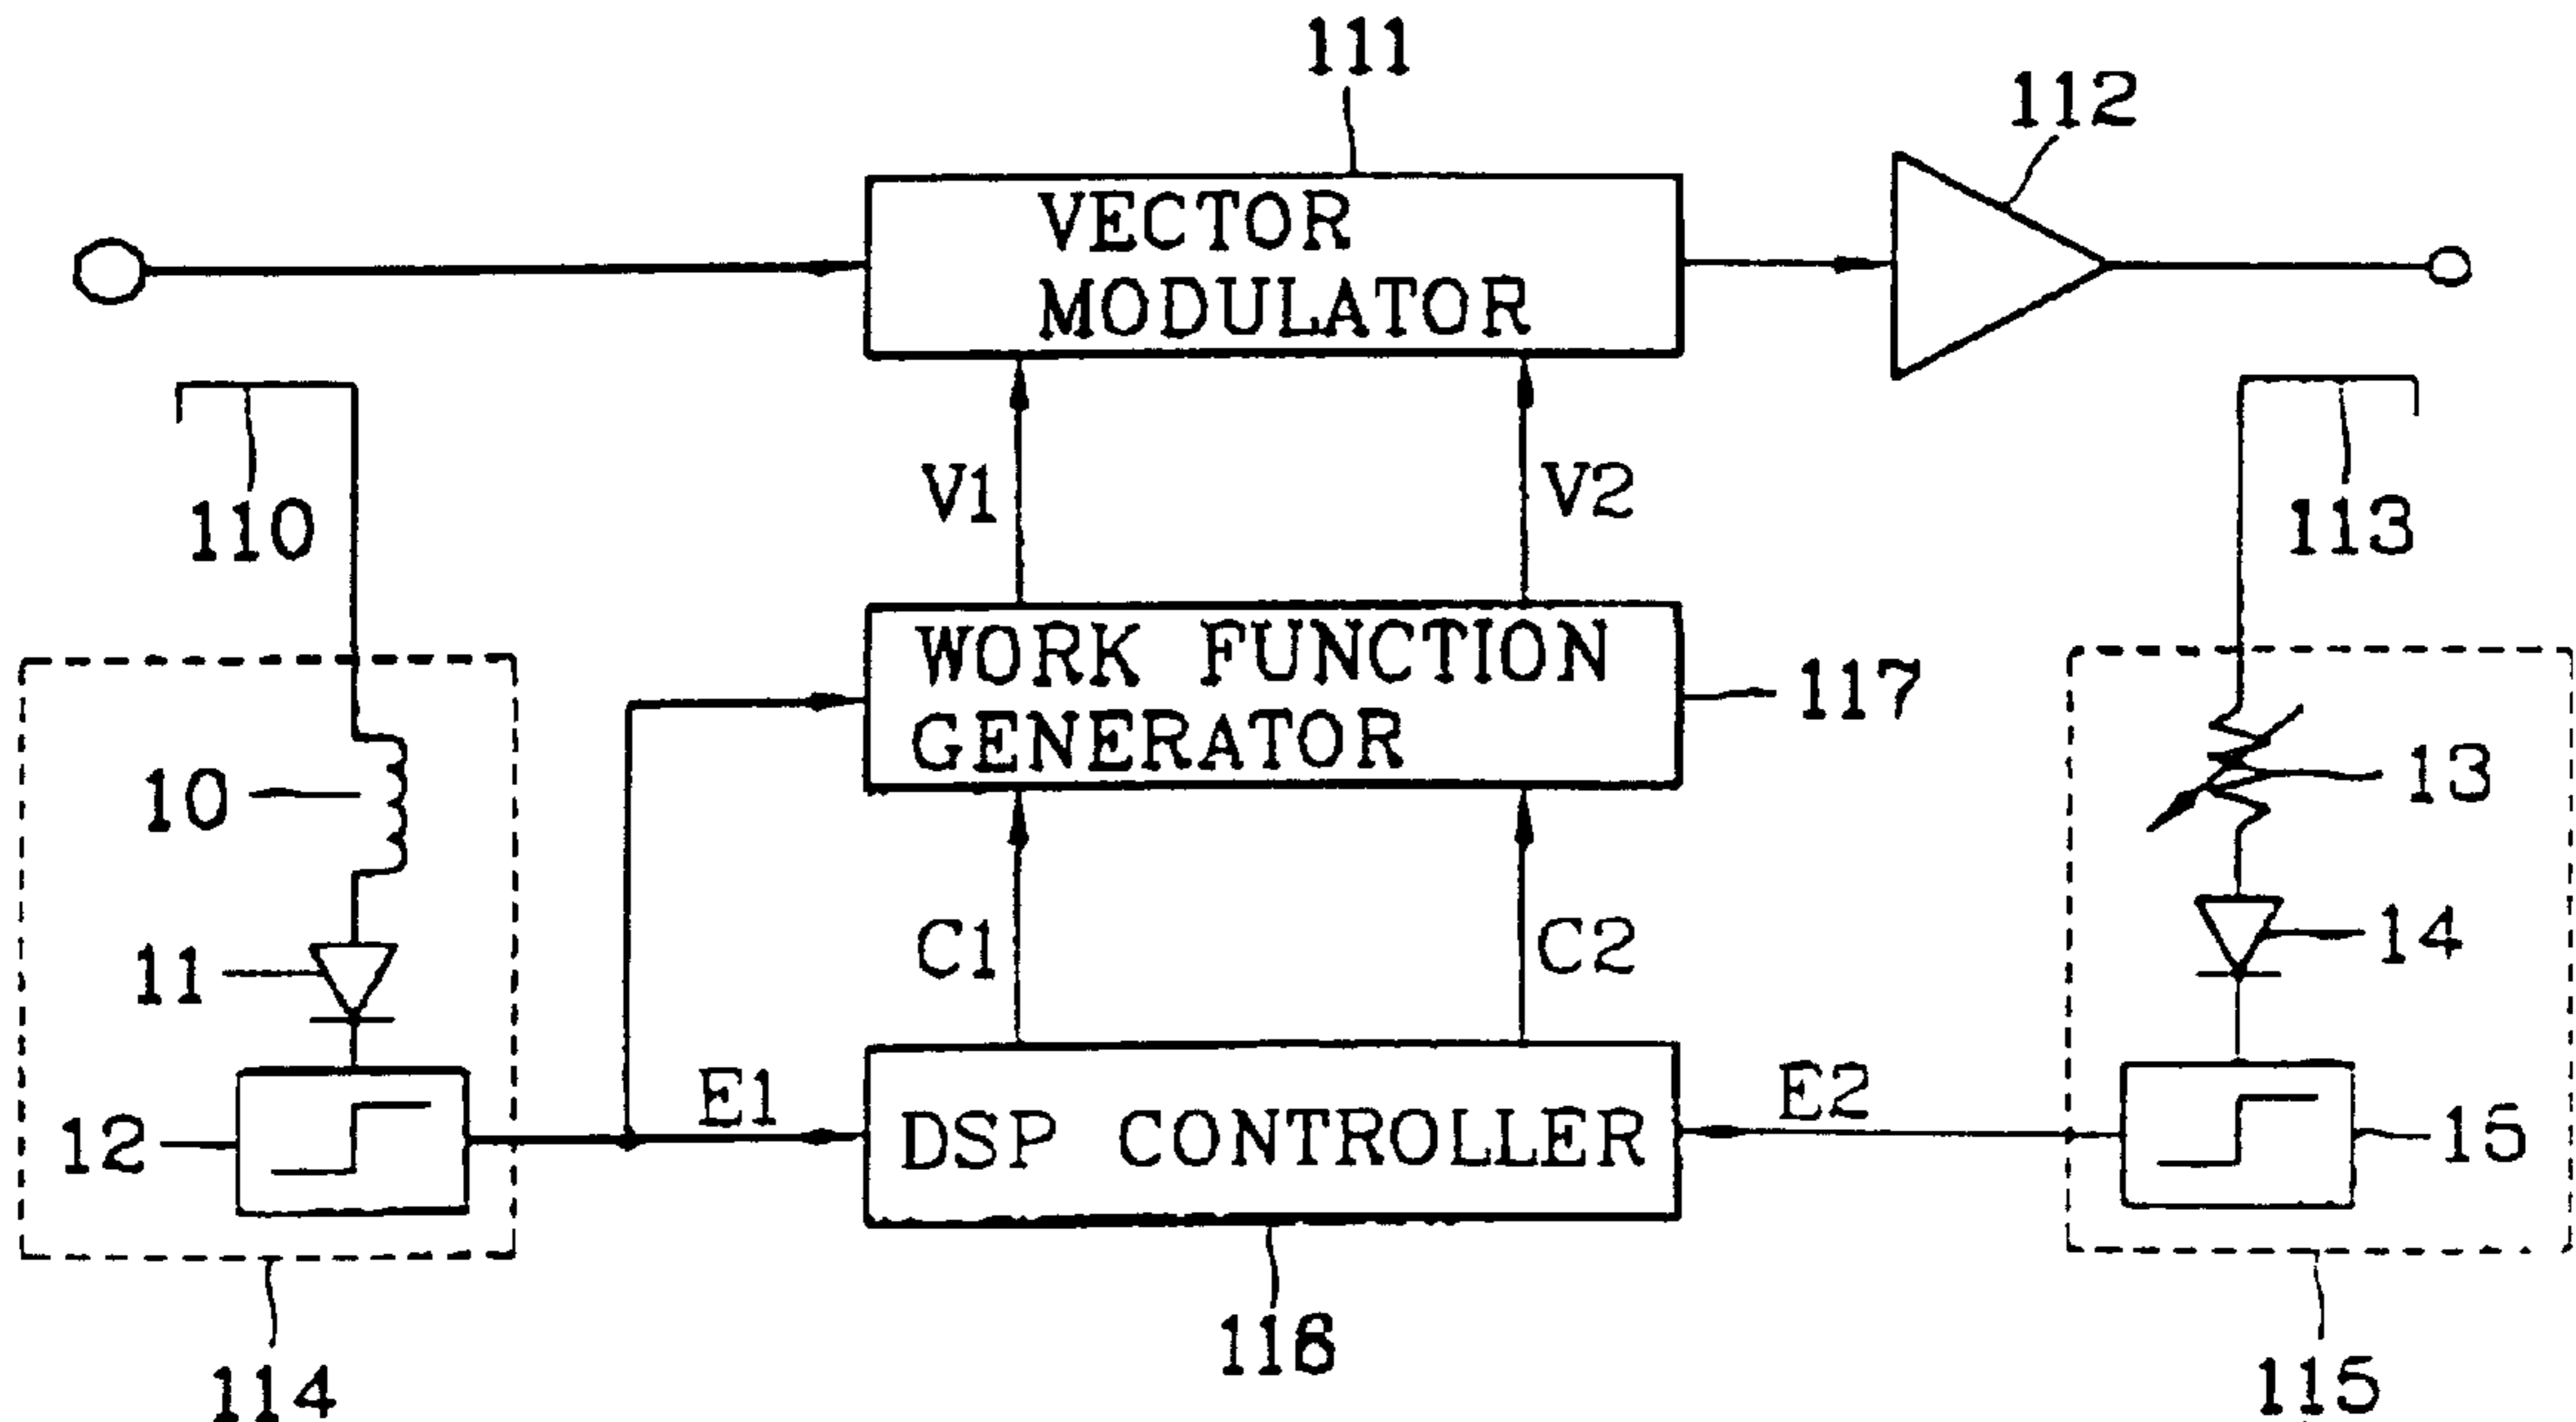 111
112
VECTOR
MODULATOR
110
V1
V2
113
WORK FUNCTION
GENERATOR
117
10
13
11
C1
C2
14
12
E1
DSP CONTROLLER
E2
15
114
116
115